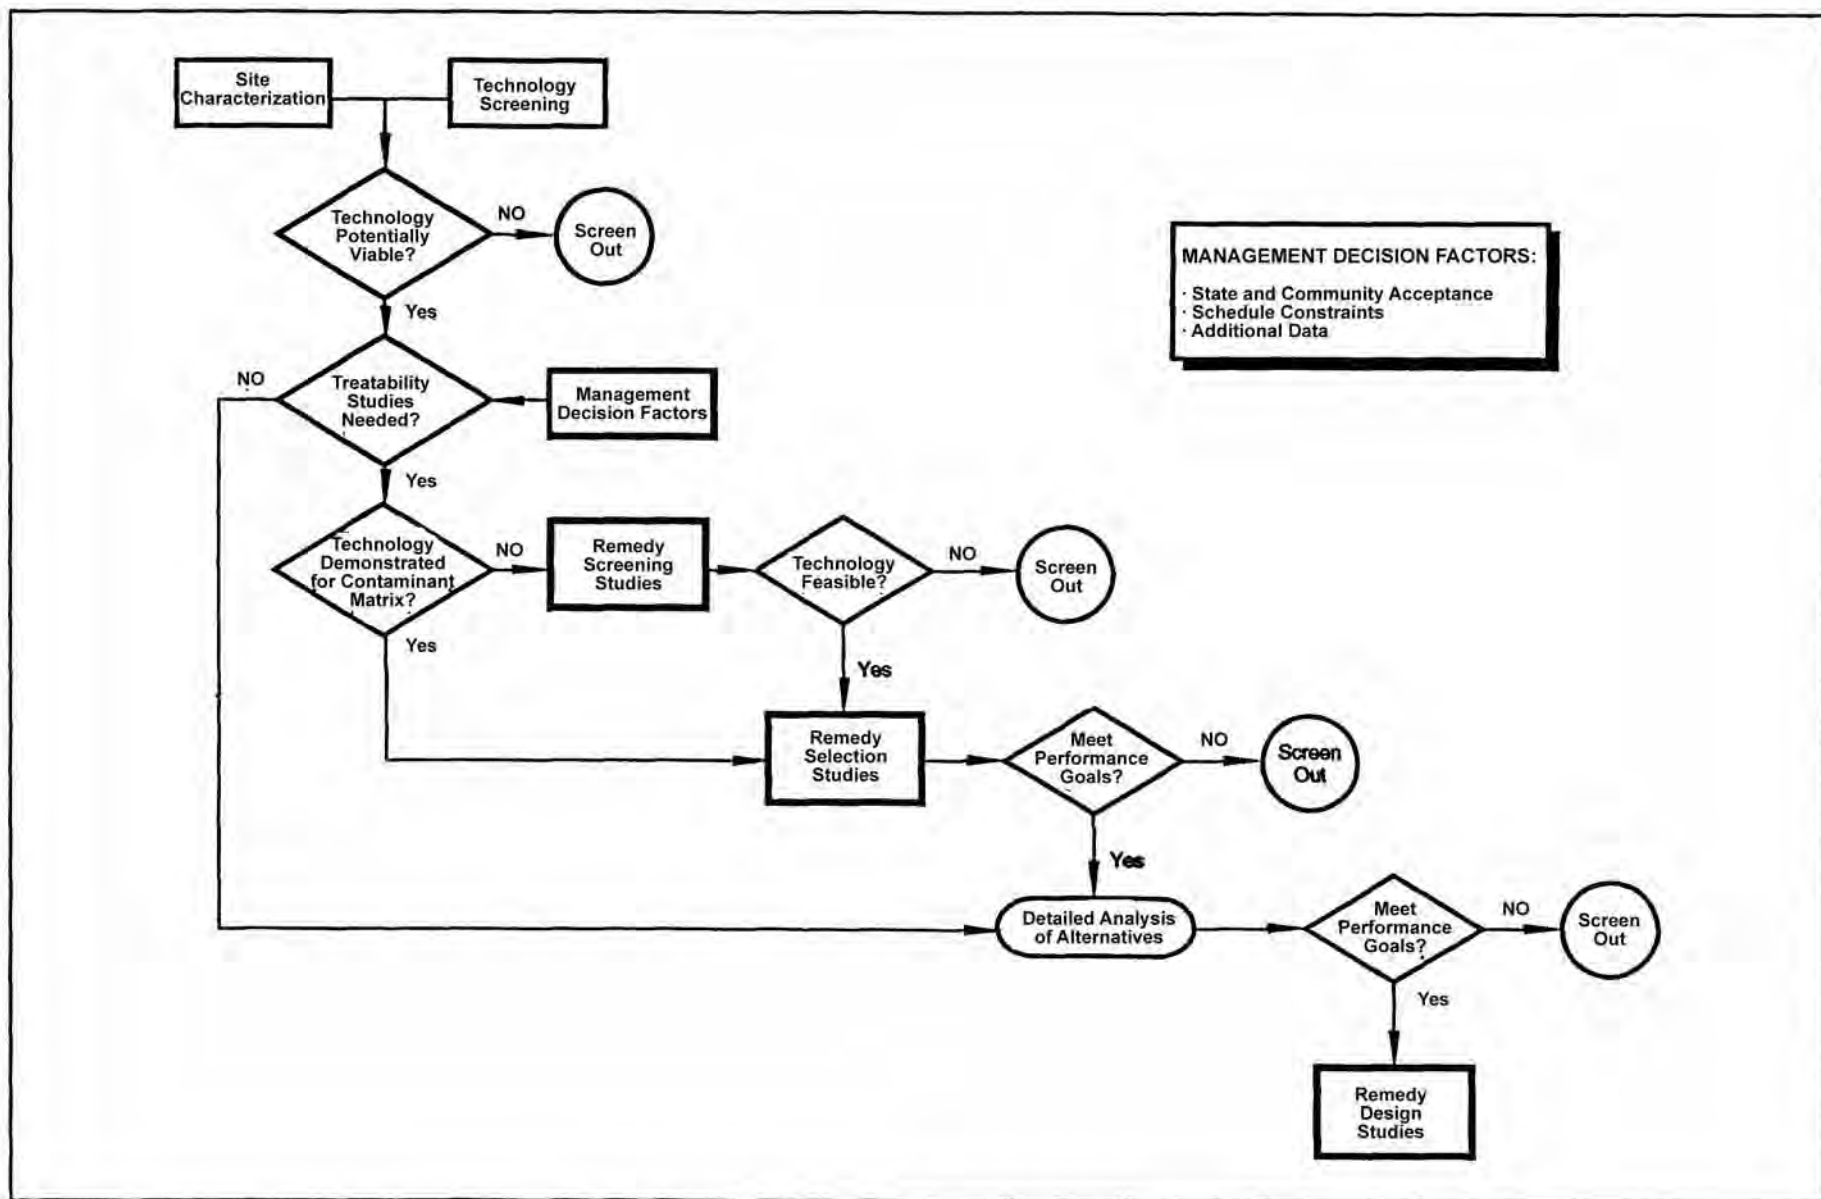 Site
Characterization
Technology
Screening
Technology
Potentially
Viable?
NO
Screen
Out
MANAGEMENT DECISION FACTORS:
· State and Community Acceptance
· Schedule Constraints
· Additional Data
Yes
NO
Treatability
Studies
Needed?
Management
Decision Factors
Yes
Technology
Demonstrated
for Contaminant
Matrix?
NO
Remedy
Screening
Studies
Technology
Feasible?
NO
Screen
Out
Yes
Yes
Remedy
Selection
Studies
Meet
Performance
Goals?
NO
Screen
Out
Yes
Detailed Analysis
of Alternatives
Meet
Performance
Goals?
NO
Screen
Out
Yes
Remedy
Design
Studies